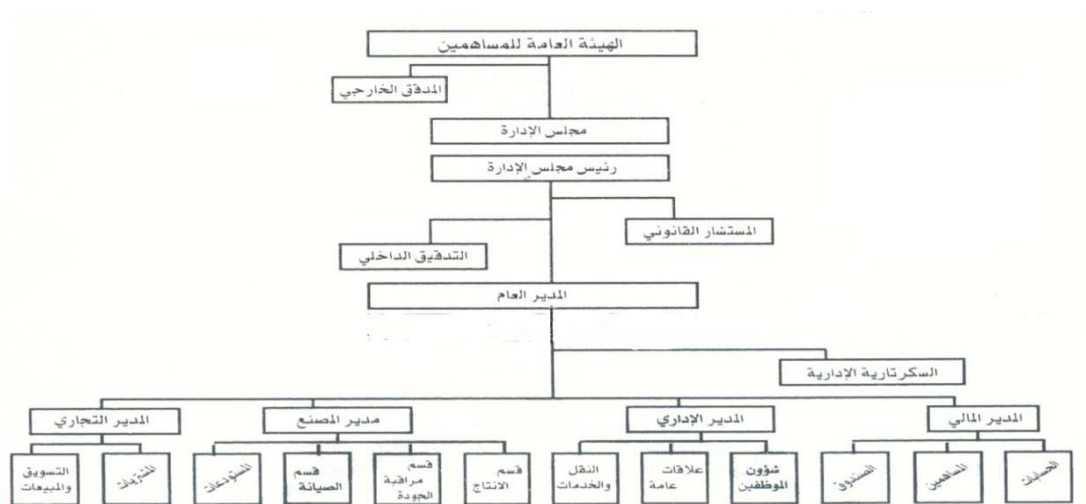 الهيئة العامة للمساهمين
المدقق الخارجي
مجلس الإدارة
رئيس مجلس الإدارة
المستشار القانوني
التدقيق الداخلي
المدير العام
السكرتارية الإدارية
المدير المالي
المدير الإداري
مدير المصنع
المدير التجاري
الحسابات
المساهمين
الصندوق
شؤون
الموظفين
علاقات
عامة
النقل
والخدمات
قسم
الانتاج
قسم
مراقبة
الجودة
قسم
الصيانة
المستودعات
المشتريات
التسويق
والمبيعات